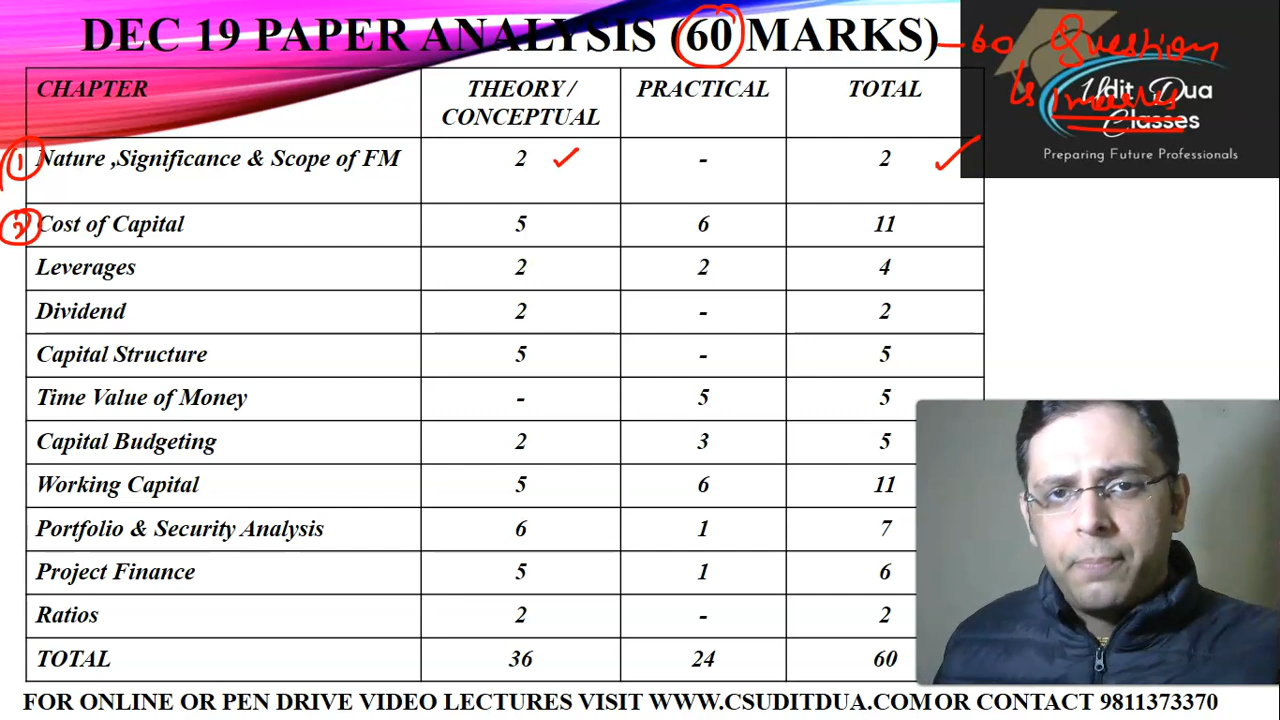 DEC 19 PAPER ANALYSIS (60 MARKS)
- 60 Question
1 marks
Udit Dua
Classes
Preparing Future Professionals
CHAPTER THEORY / CONCEPTUAL PRACTICAL TOTAL
1 Nature ,Significance & Scope of FM 2 - 2
2 Cost of Capital 5 6 11
Leverages 2 2 4
Dividend 2 - 2
Capital Structure 5 - 5
Time Value of Money - 5 5
Capital Budgeting 2 3 5
Working Capital 5 6 11
Portfolio & Security Analysis 6 1 7
Project Finance 5 1 6
Ratios 2 - 2
TOTAL 36 24 60
FOR ONLINE OR PEN DRIVE VIDEO LECTURES VISIT WWW.CSUDITDUA.COM OR CONTACT 9811373370